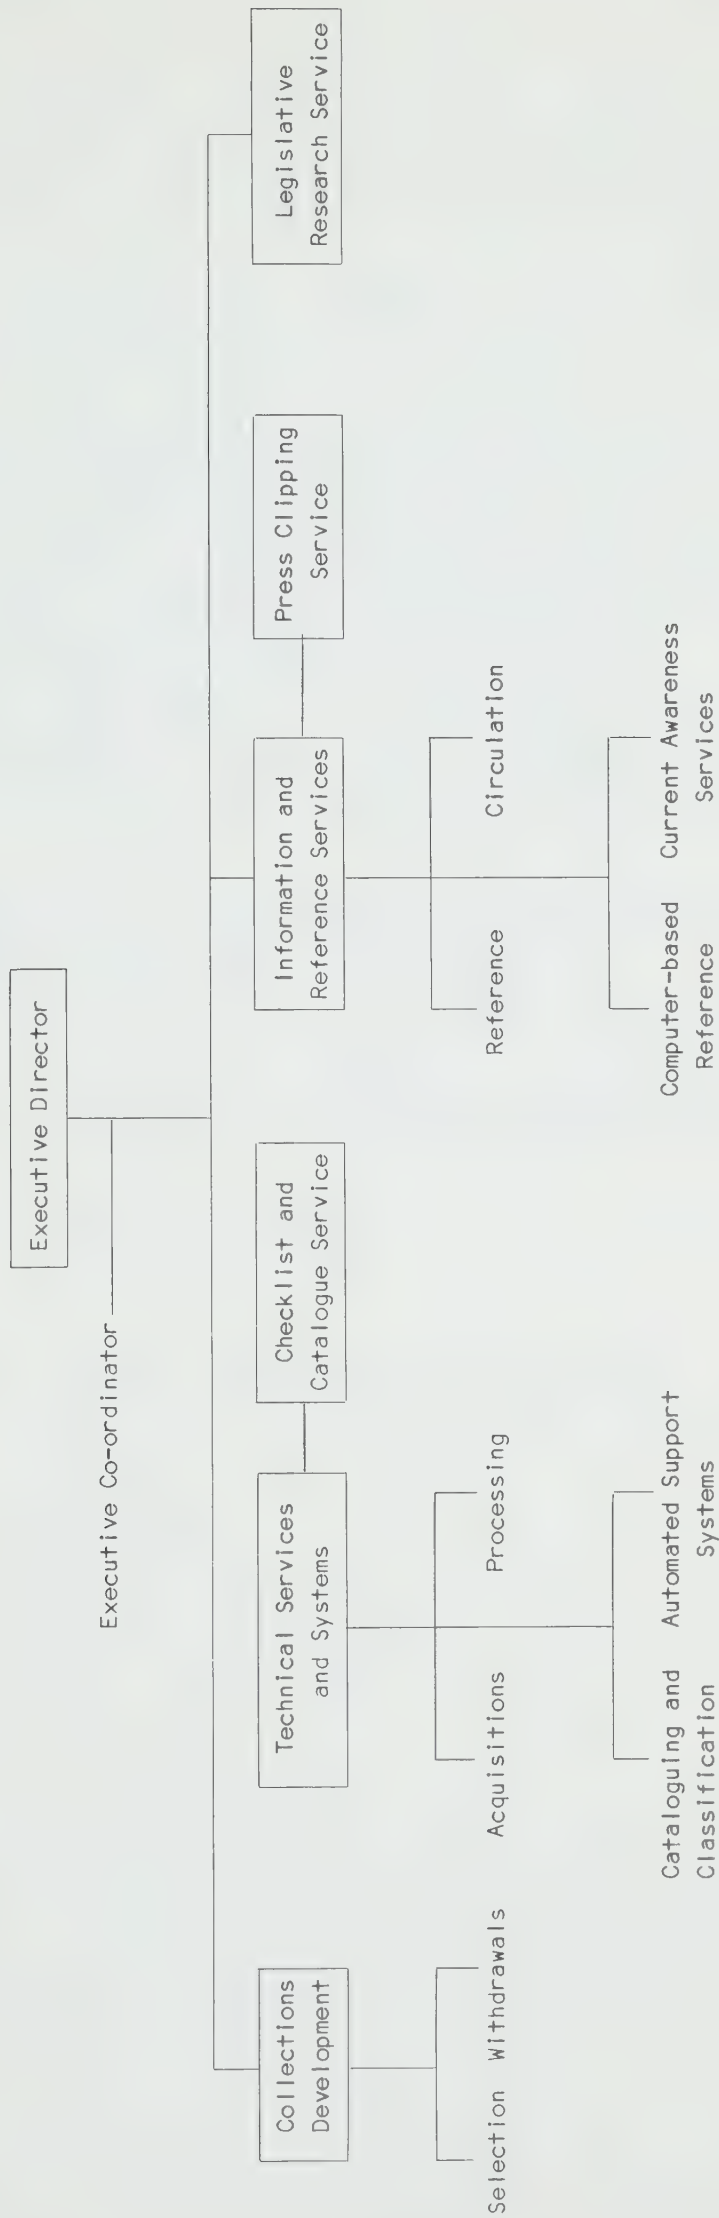 Executive Director
Executive Co-ordinator
Collections
Development
Technical Services
and Systems
Checklist and
Catalogue Service
Information and
Reference Services
Press Clipping
Service
Legislative
Research Service
Selection
Withdrawals
Acquisitions
Processing
Reference
Circulation
Cataloguing and
Classification
Automated Support
Systems
Computer-based
Reference
Current Awareness
Services